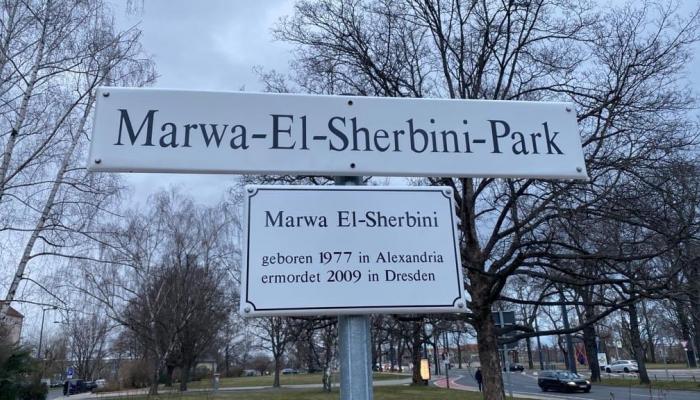 Marwa-El-Sherbini-Park
Marwa El-Sherbini
geboren 1977 in Alexandria
ermordet 2009 in Dresden